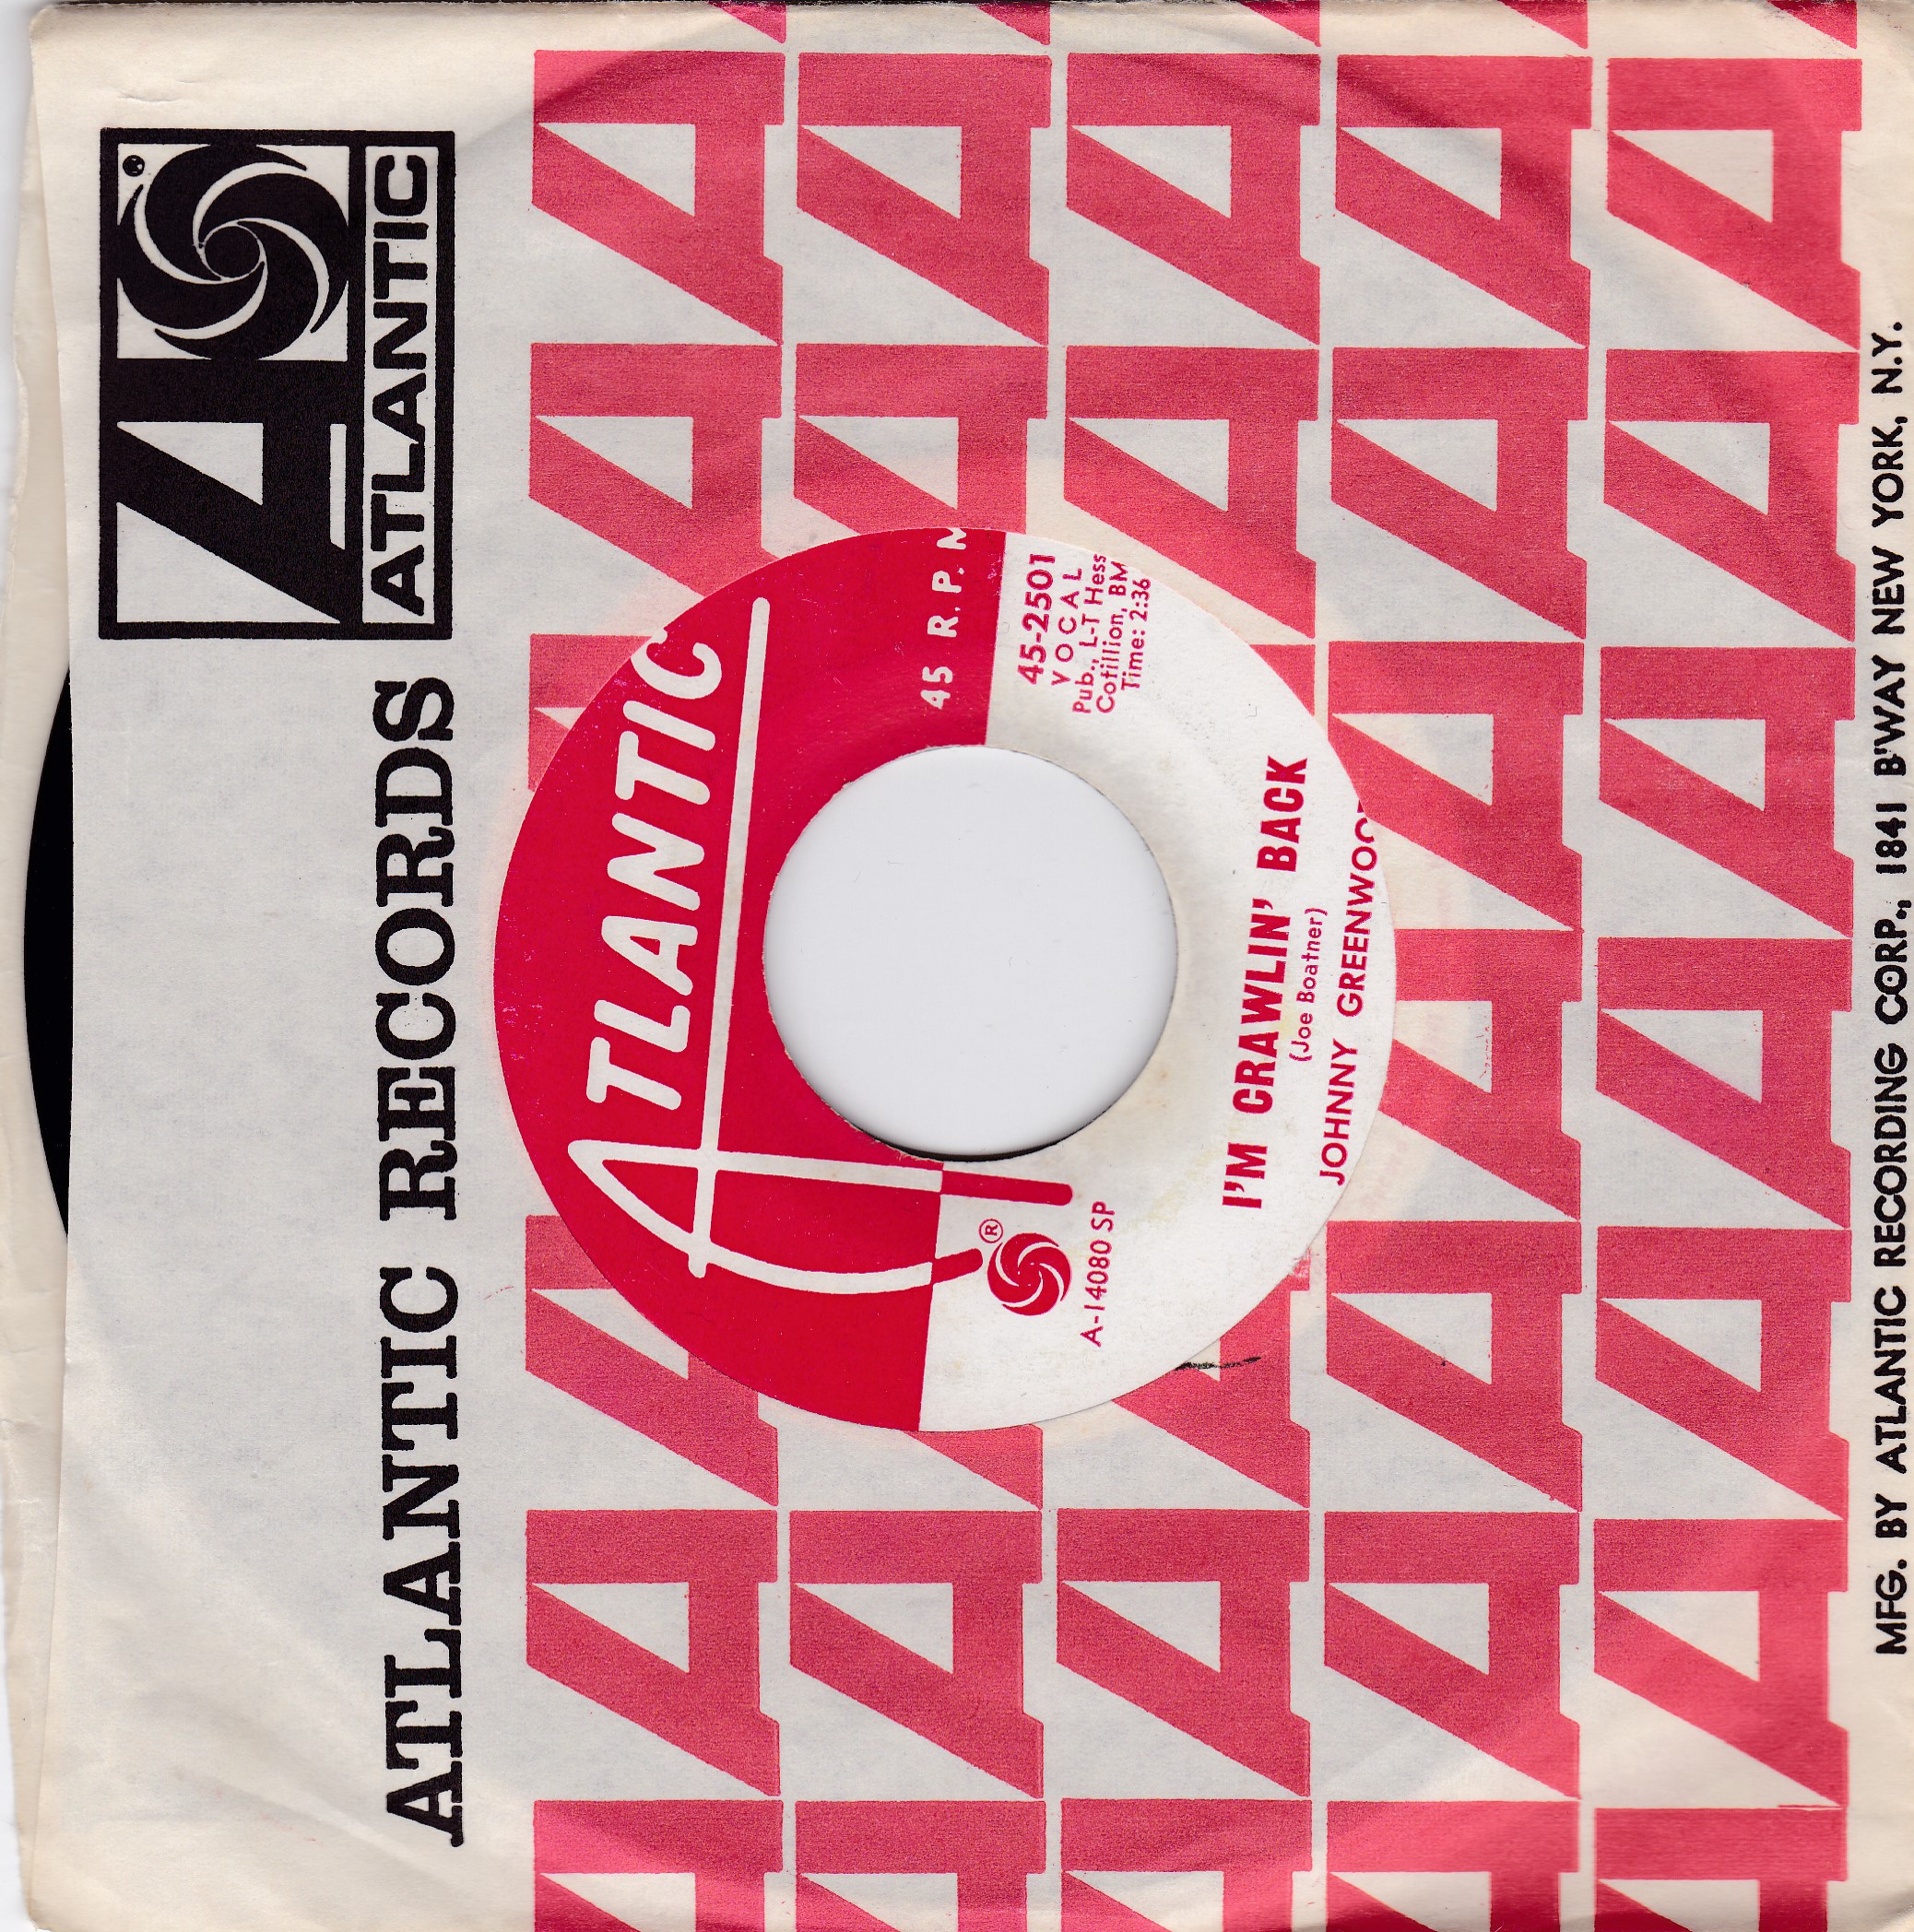 ATLANTIC
ATLANTIC RECORDS
ATLANTIC
45 R.P.M
45-2501
VOCAL
Pub., L-T Hess
Cotillion, BM
Time: 2:36
®
A-14080 SP
I'M CRAWLIN' BACK
(Joe Boatner)
JOHNNY GREENWOO
MFG. BY ATLANTIC RECORDING CORP., 1841 B'WAY NEW YORK, N.Y.